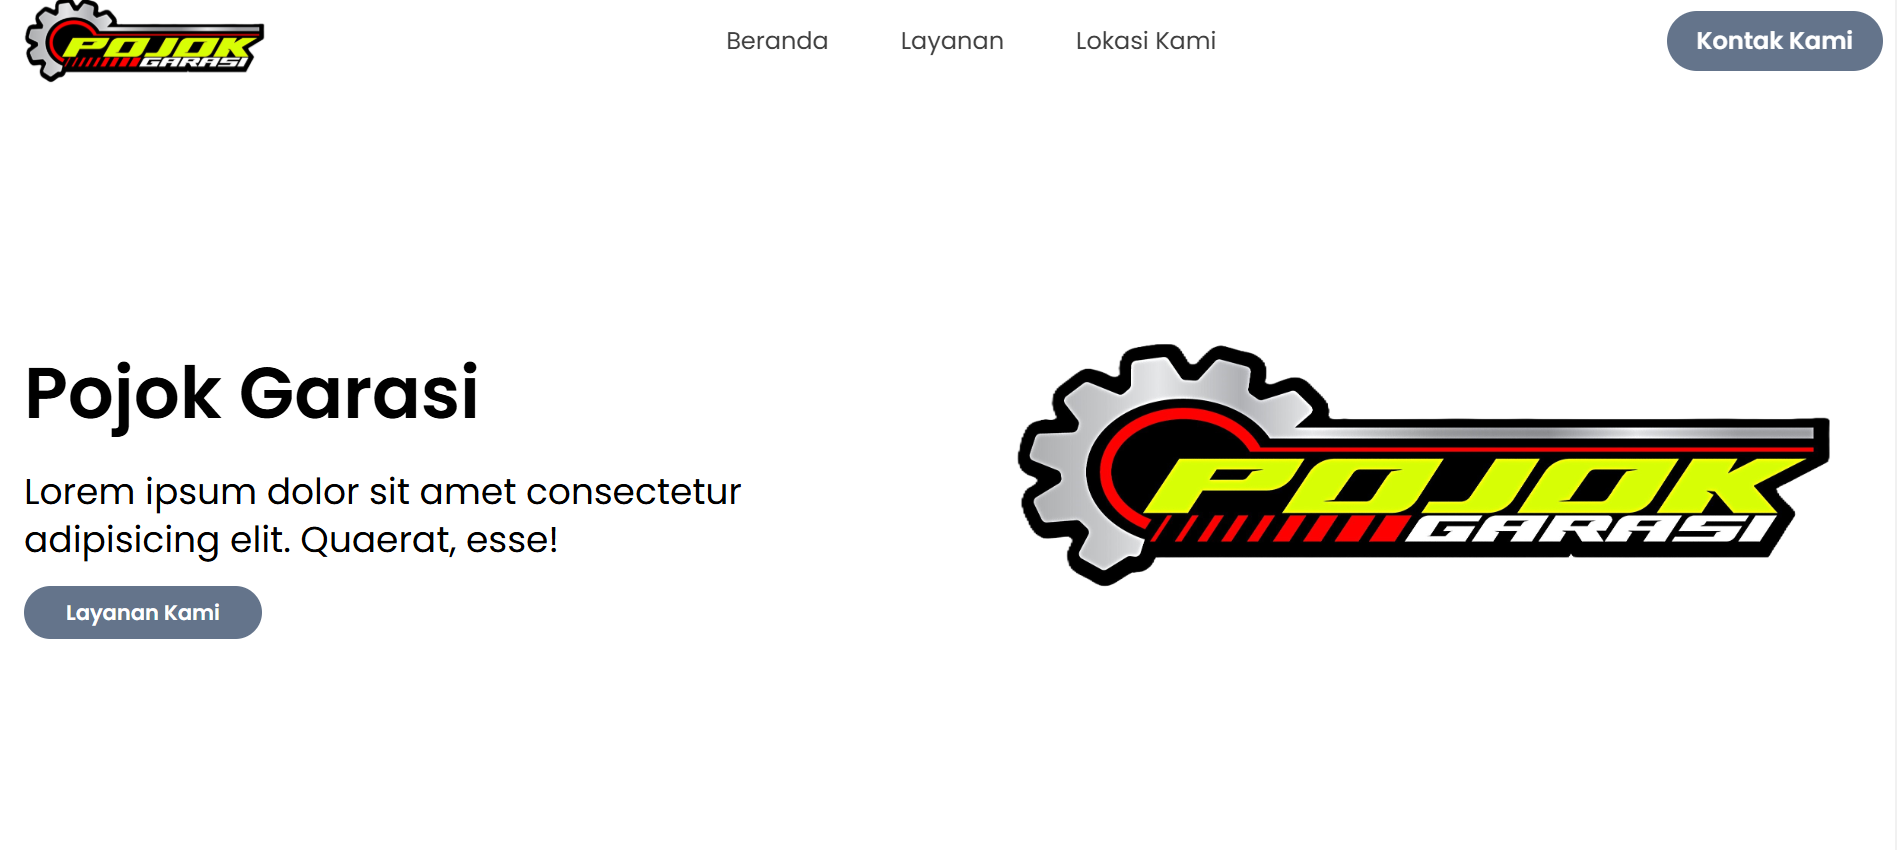 POJOK
GARASI
Beranda
Layanan
Lokasi Kami
Kontak Kami
Pojok Garasi
Lorem ipsum dolor sit amet consectetur
adipisicing elit. Quaerat, esse!
Layanan Kami
POJOK
GARASI